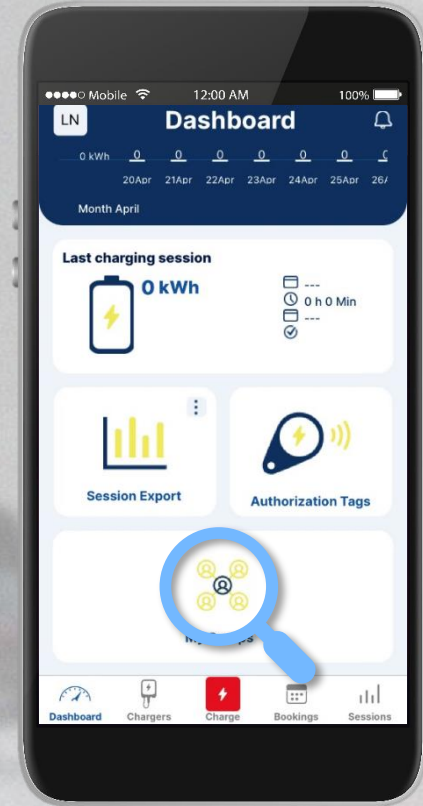 Mobile 12:00 AM 100%
LN Dashboard
0 kWh 0 0 0 0 0 0
20Apr 21Apr 22Apr 23Apr 24Apr 25Apr 26/
Month April
Last charging session
0 kWh
---
0 h 0 Min
---
Session Export
Authorization Tags
Dashboard Chargers Charge Bookings Sessions